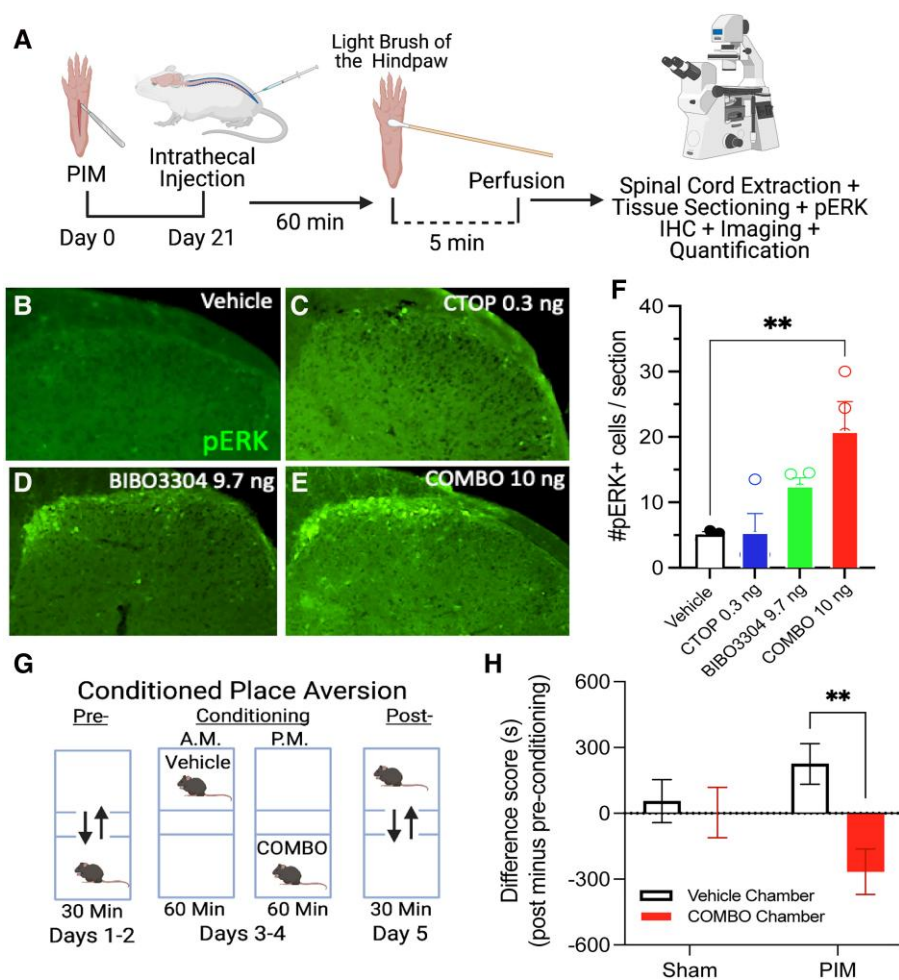 A
PIM
Intrathecal
Injection
Day 0
Day 21
60 min
Light Brush of
the Hindpaw
Perfusion
5 min
Spinal Cord Extraction +
Tissue Sectioning + pERK
IHC + Imaging +
Quantification
B
Vehicle
pERK
C
CTOP 0.3 ng
D
BIBO3304 9.7 ng
E
COMBO 10 ng
F
**
#pERK+ cells / section
40
30
20
10
0
Vehicle
CTOP 0.3 ng
BIBO3304 9.7 ng
COMBO 10 ng
G
Conditioned Place Aversion
Pre-
Conditioning
Post-
A.M.
P.M.
Vehicle
COMBO
30 Min
60 Min
60 Min
30 Min
Days 1-2
Days 3-4
Day 5
H
**
Difference score (s)
(post minus pre-conditioning)
600
300
0
-300
-600
Vehicle Chamber
COMBO Chamber
Sham
PIM